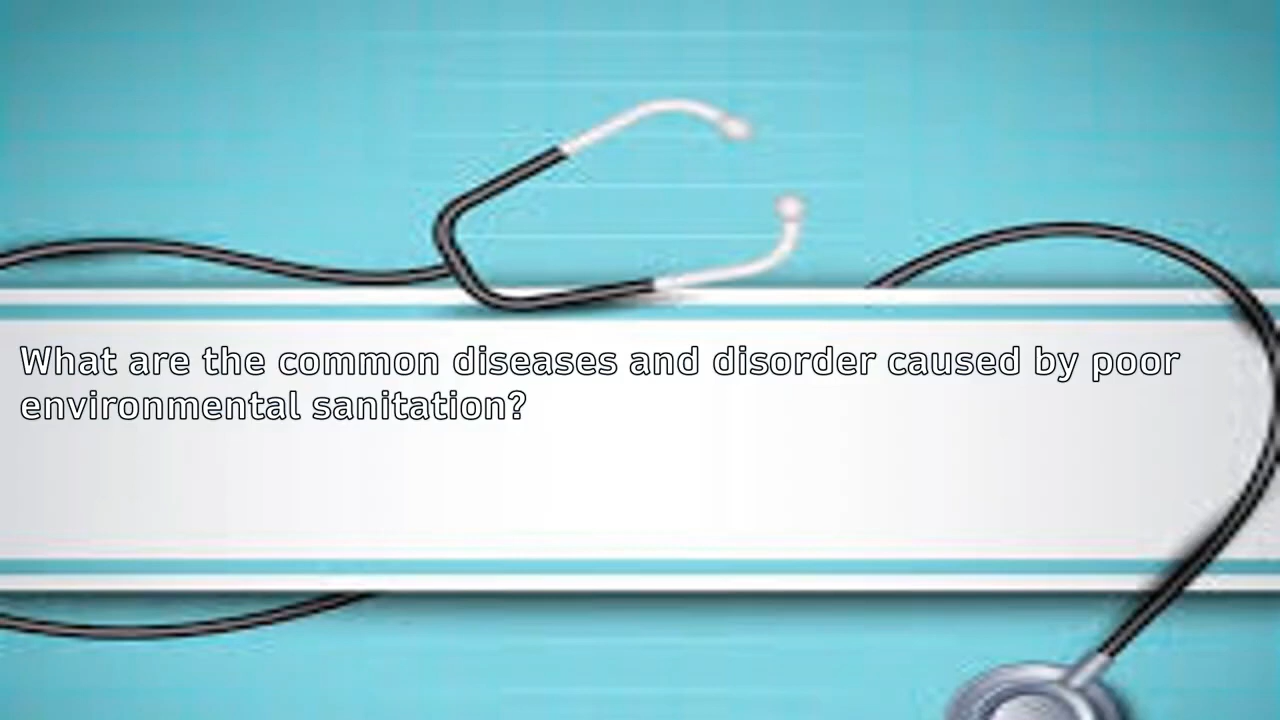 What are the common diseases and disorder caused by poor
environmental sanitation?